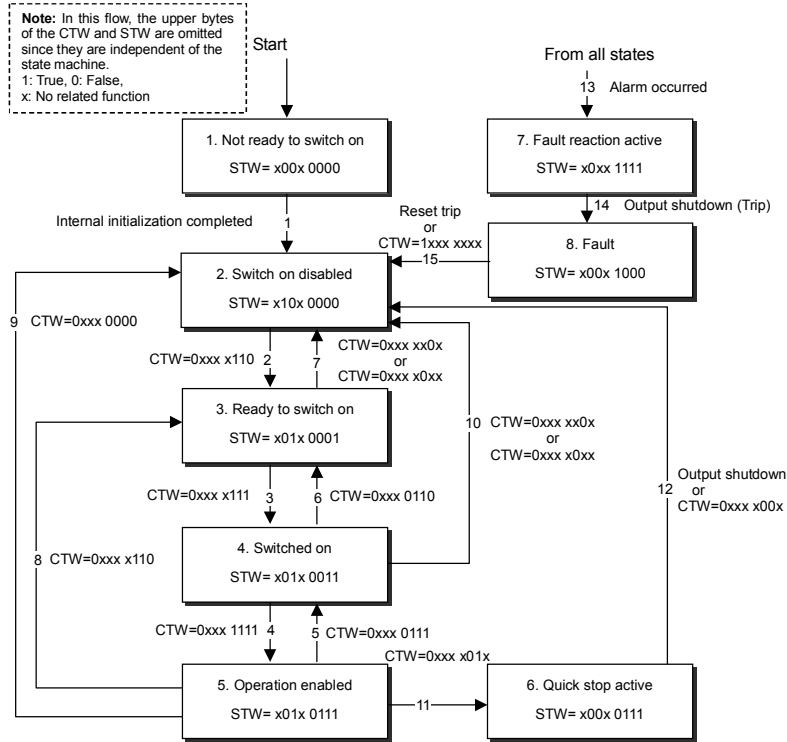 Note: In this flow, the upper bytes
of the CTW and STW are omitted
since they are independent of the
state machine.
1: True, 0: False,
x: No related function
Start
From all states
13 Alarm occurred
1. Not ready to switch on
STW= x00x 0000
7. Fault reaction active
STW= x0xx 1111
Internal initialization completed
1
14 Output shutdown (Trip)
Reset trip
or
CTW=1xxx xxxx
15
8. Fault
STW= x00x 1000
2. Switch on disabled
STW= x10x 0000
9 CTW=0xxx 0000
CTW=0xxx x110 2
7
CTW=0xxx xx0x
or
CTW=0xxx x0xx
3. Ready to switch on
STW= x01x 0001
10 CTW=0xxx xx0x
or
CTW=0xxx x0xx
12
Output shutdown
or
CTW=0xxx x00x
CTW=0xxx x111 3
6 CTW=0xxx 0110
4. Switched on
STW= x01x 0011
8 CTW=0xxx x110
CTW=0xxx 1111 4
5 CTW=0xxx 0111
CTW=0xxx x01x
11
5. Operation enabled
STW= x01x 0111
6. Quick stop active
STW= x00x 0111